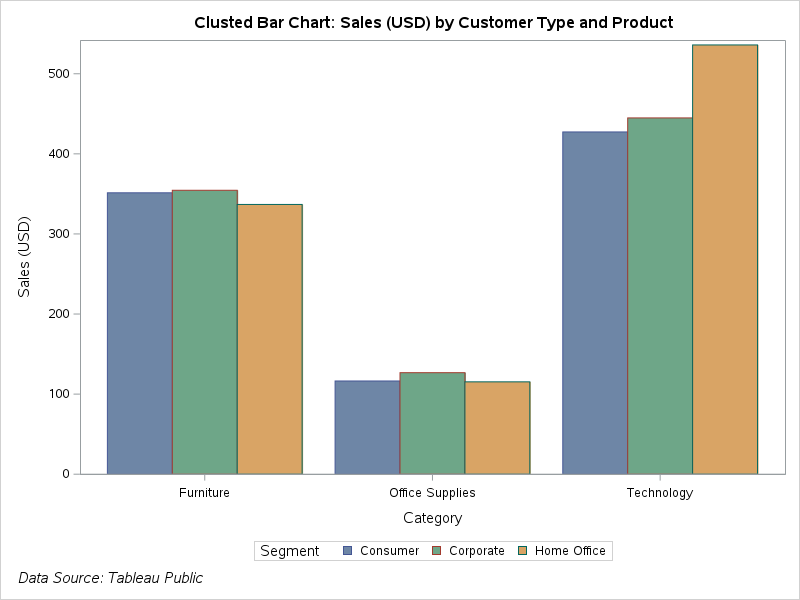 Clusted Bar Chart: Sales (USD) by Customer Type and Product
500
400
300
200
100
0
Sales (USD)
Furniture Office Supplies Technology
Category
Segment Consumer Corporate Home Office
Data Source: Tableau Public